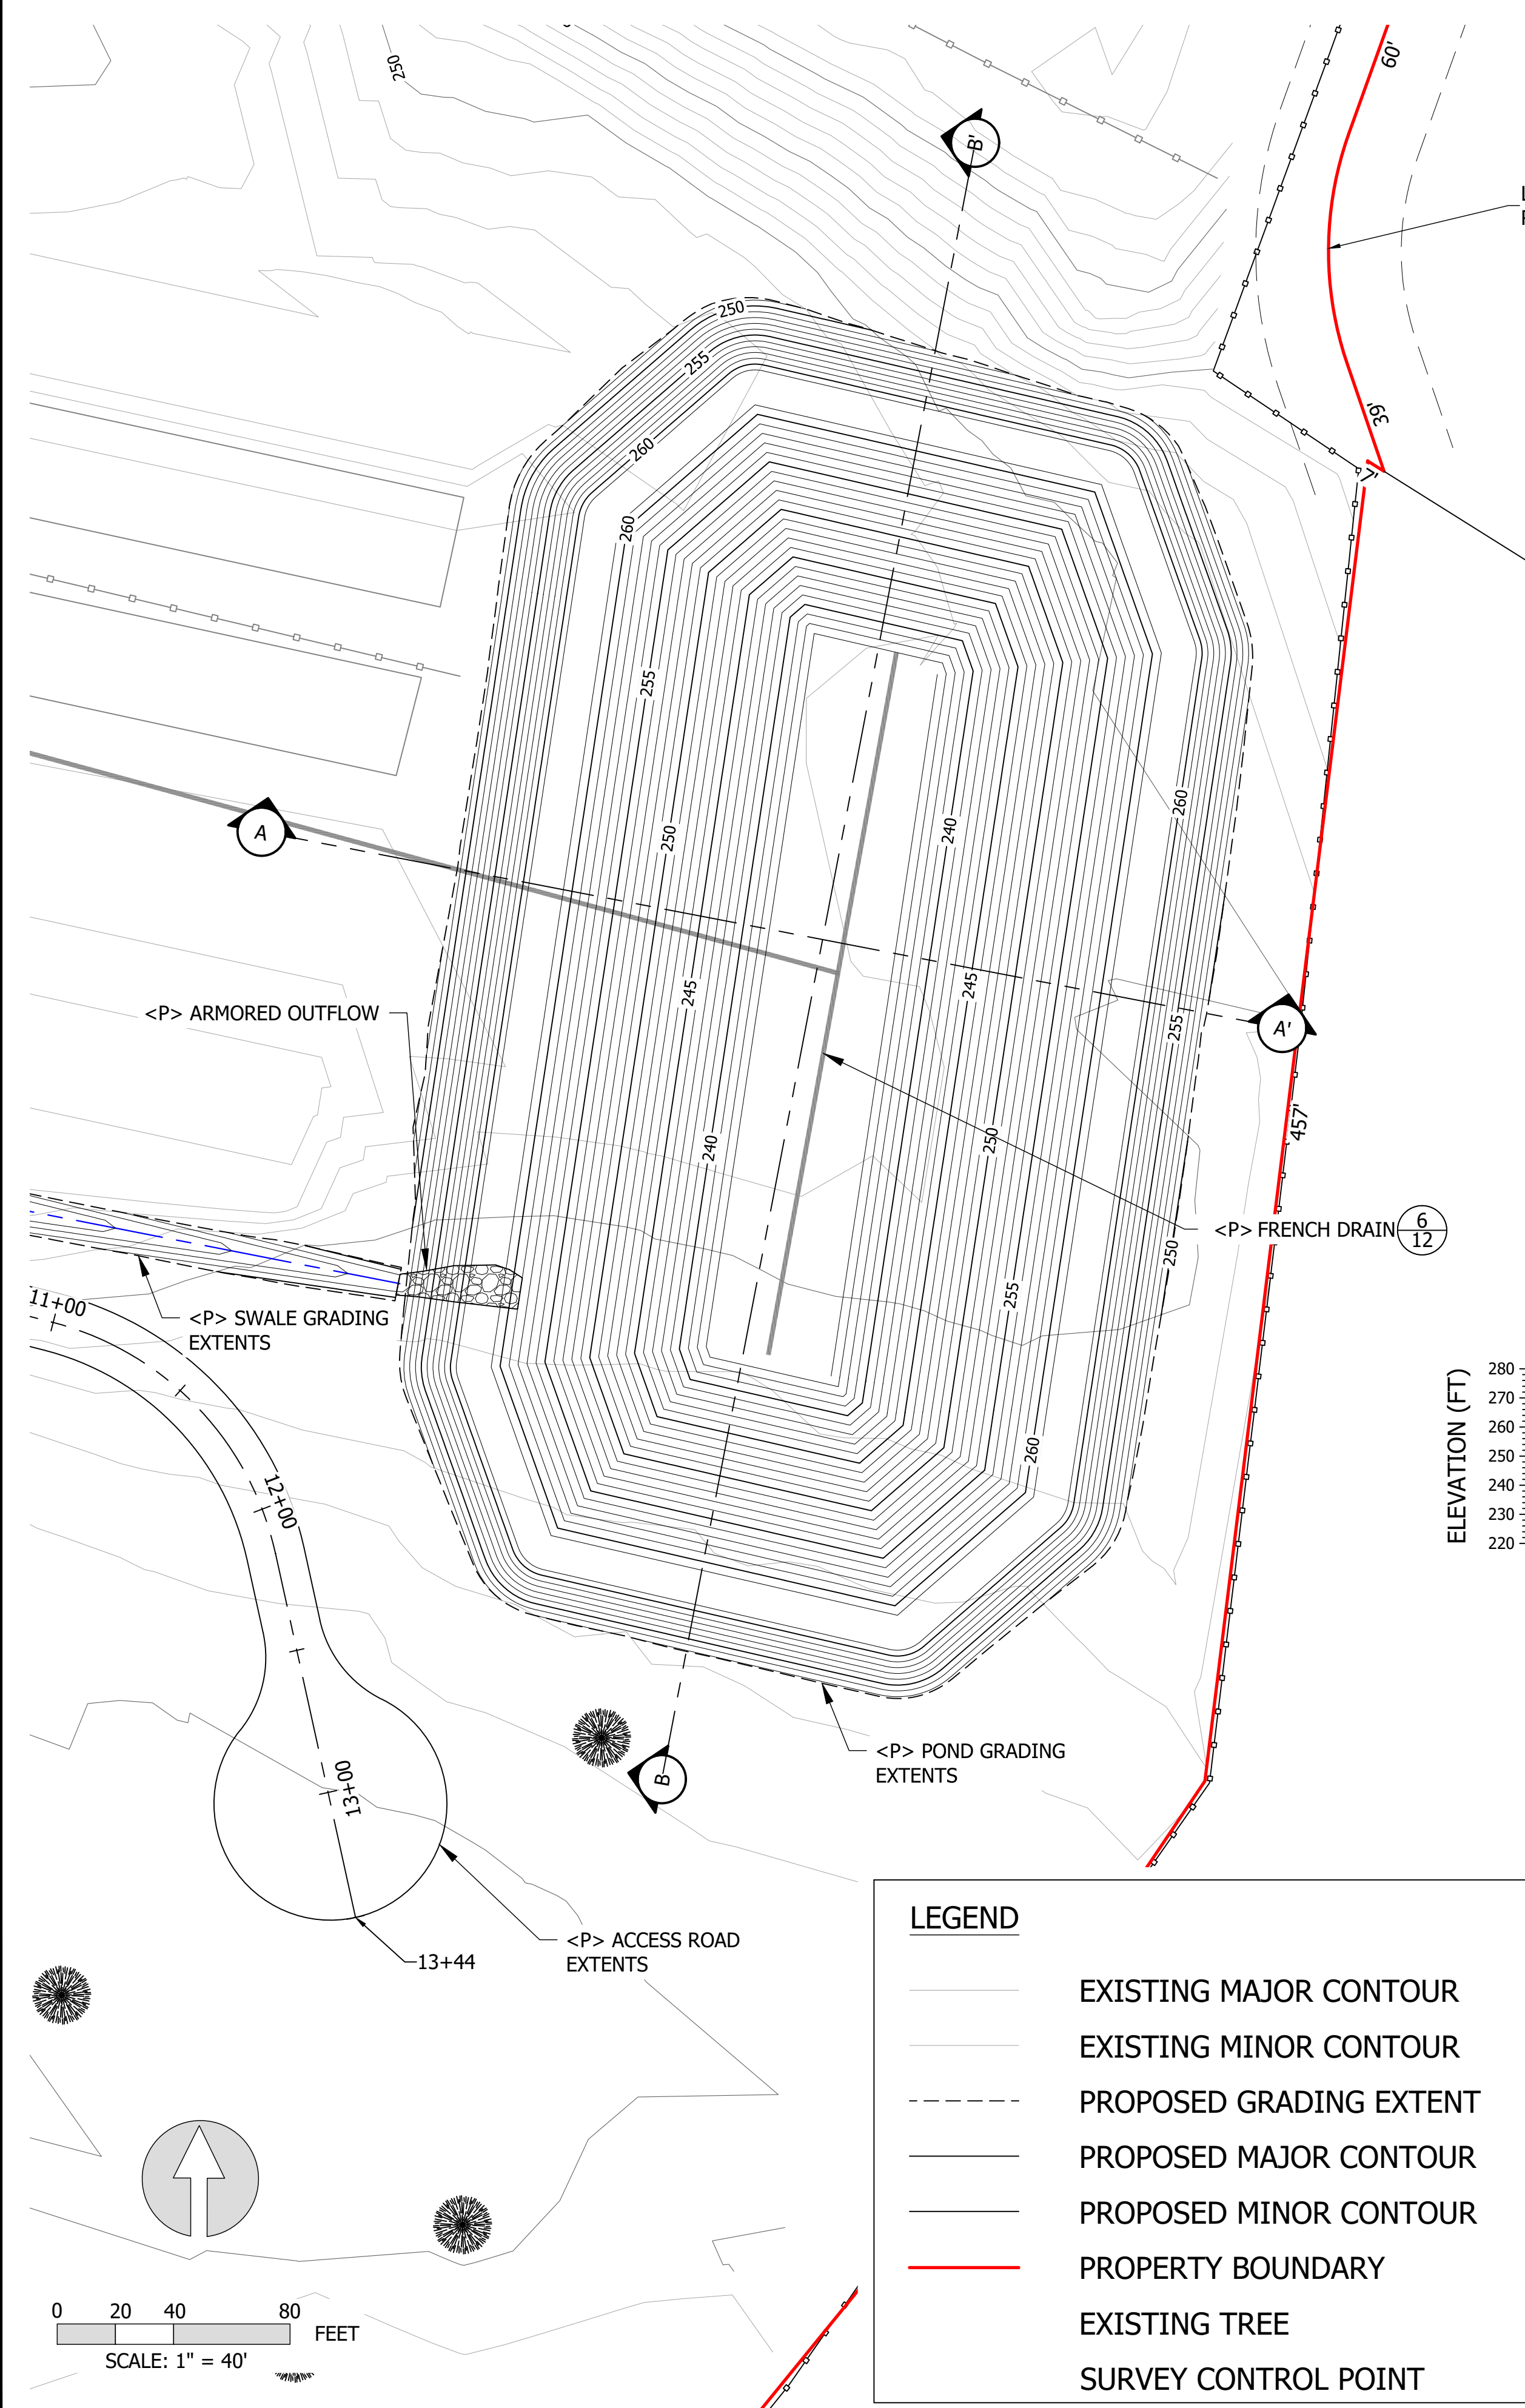 250
60'
B'
L
F
250
255
260
39'
7'
260
255
260
A
250
240
<P> ARMORED OUTFLOW
245
245
255
A'
457'
240
250
250
<P> FRENCH DRAIN
6
12
11+00
<P> SWALE GRADING
EXTENTS
255
12+00
260
ELEVATION (FT)
280
270
260
250
240
230
220
<P> POND GRADING
EXTENTS
B
13+00
<P> ACCESS ROAD
EXTENTS
13+44
LEGEND
EXISTING MAJOR CONTOUR
EXISTING MINOR CONTOUR
PROPOSED GRADING EXTENT
PROPOSED MAJOR CONTOUR
PROPOSED MINOR CONTOUR
PROPERTY BOUNDARY
EXISTING TREE
SURVEY CONTROL POINT
0 20 40 80
FEET
SCALE: 1" = 40'